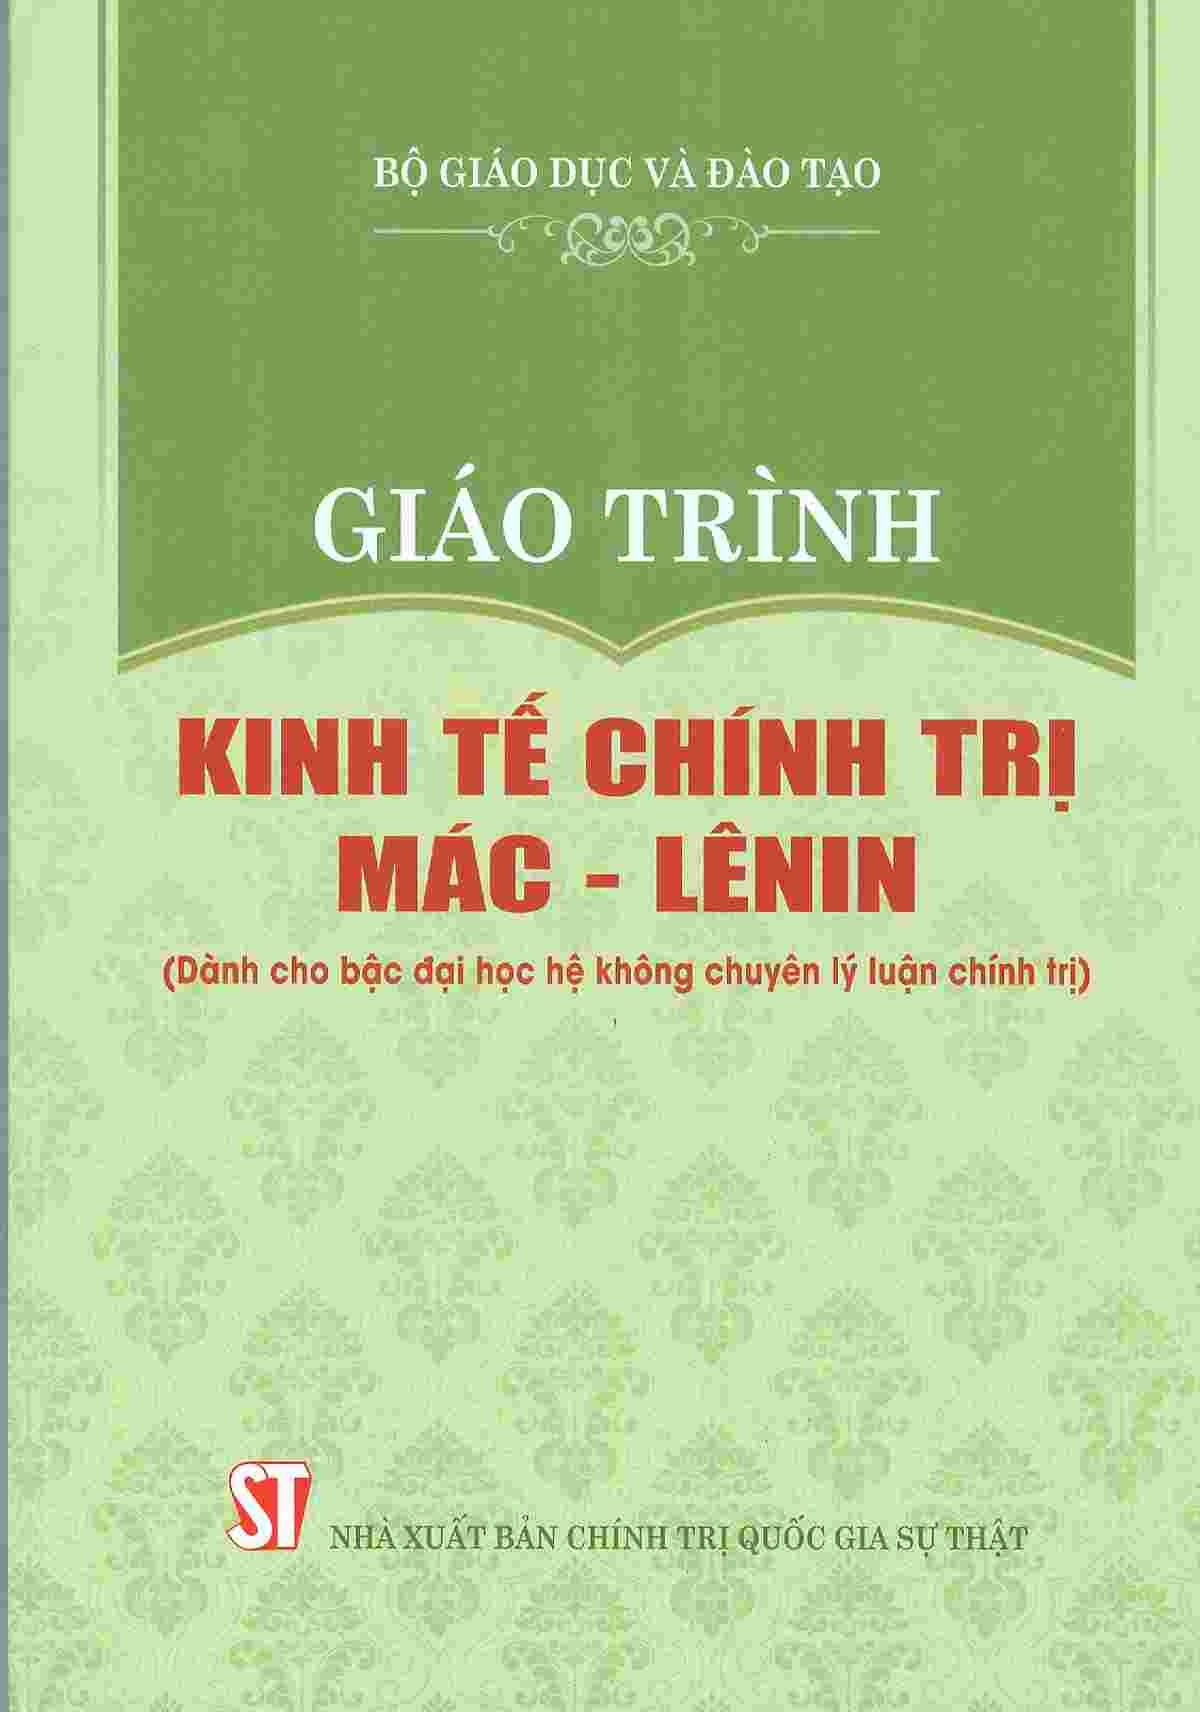 BỘ GIÁO DỤC VÀ ĐÀO TẠO
GIÁO TRÌNH
KINH TẾ CHÍNH TRỊ
MÁC - LÊNIN
(Dành cho bậc đại học hệ không chuyên lý luận chính trị)
ST
NHÀ XUẤT BẢN CHÍNH TRỊ QUỐC GIA SỰ THẬT